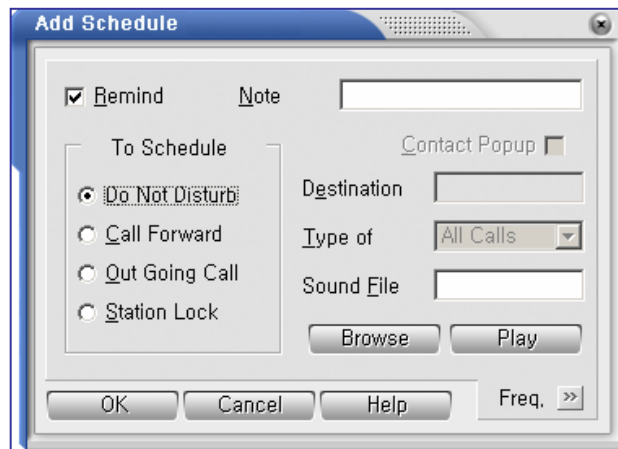 Add Schedule
Remind Note
To Schedule
Contact Popup
Do Not Disturb
Destination
Call Forward
Type of All Calls
Out Going Call
Sound File
Station Lock
Browse Play
OK Cancel Help Freq. >>